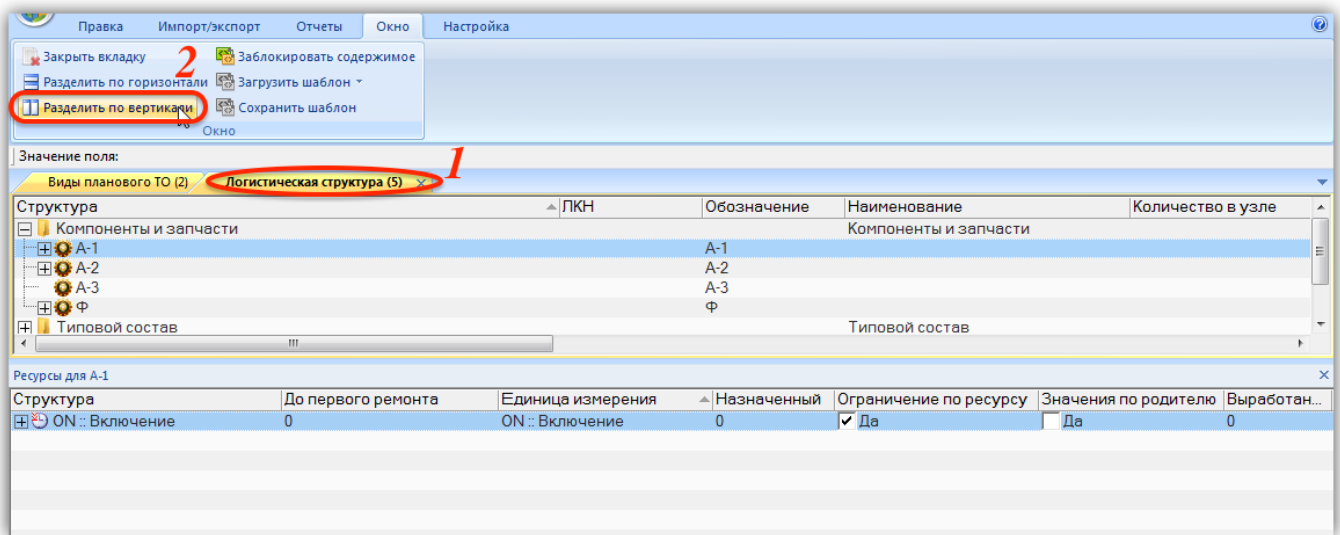 Правка Импорт/экспорт Отчеты Окно Настройка
Закрыть вкладку 2 Заблокировать содержимое
Разделить по горизонтали Загрузить шаблон
Разделить по вертикали Сохранить шаблон
Окно
Значение поля:
Виды планового ТО (2) Логистическая структура (5) 1
Структура ЛКН Обозначение Наименование Количество в узле
Компоненты и запчасти Компоненты и запчасти
А-1 А-1
А-2 А-2
А-3 А-3
Ф Ф
Типовой состав Типовой состав
Ресурсы для А-1
Структура До первого ремонта Единица измерения Назначенный Ограничение по ресурсу Значения по родителю Выработан...
ON :: Включение 0 ON :: Включение 0 Да Да 0